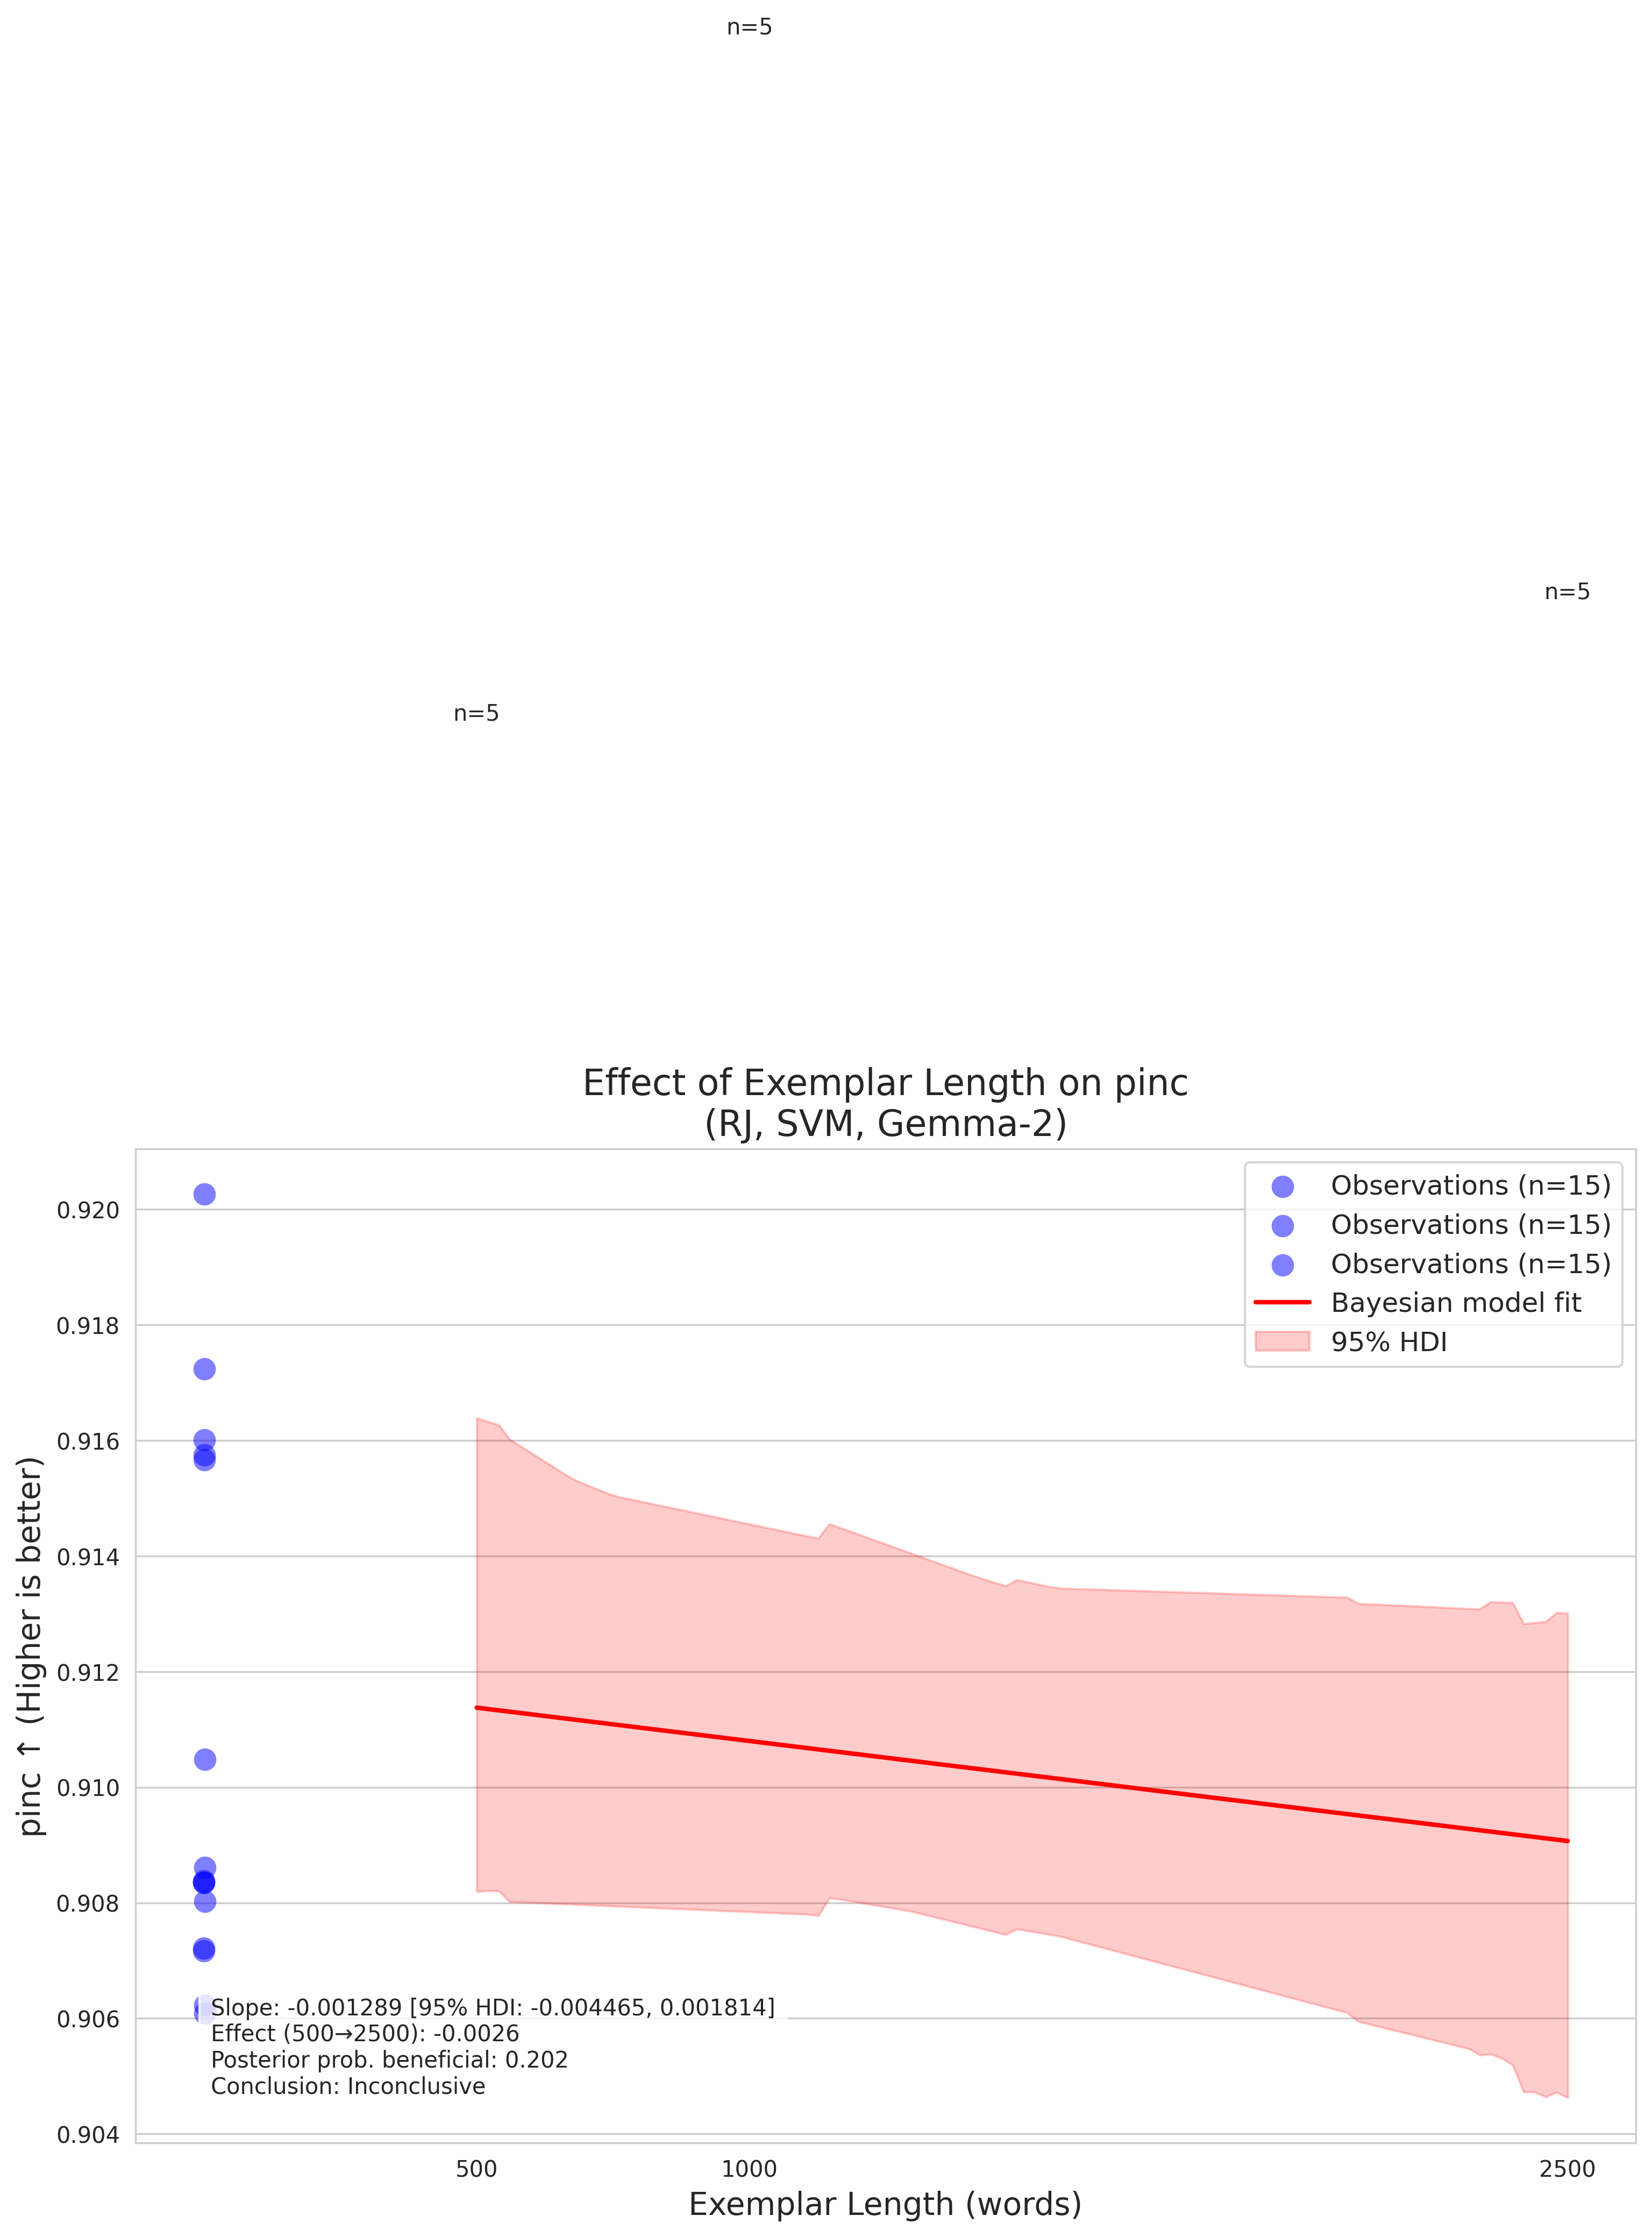 n=5
n=5
n=5
Effect of Exemplar Length on pinc
(RJ, SVM, Gemma-2)
Observations (n=15)
Observations (n=15)
Observations (n=15)
Bayesian model fit
95% HDI
pinc ↑ (Higher is better)
0.920
0.918
0.916
0.914
0.912
0.910
0.908
0.906
0.904
Slope: -0.001289 [95% HDI: -0.004465, 0.001814]
Effect (500→2500): -0.0026
Posterior prob. beneficial: 0.202
Conclusion: Inconclusive
500
1000
2500
Exemplar Length (words)